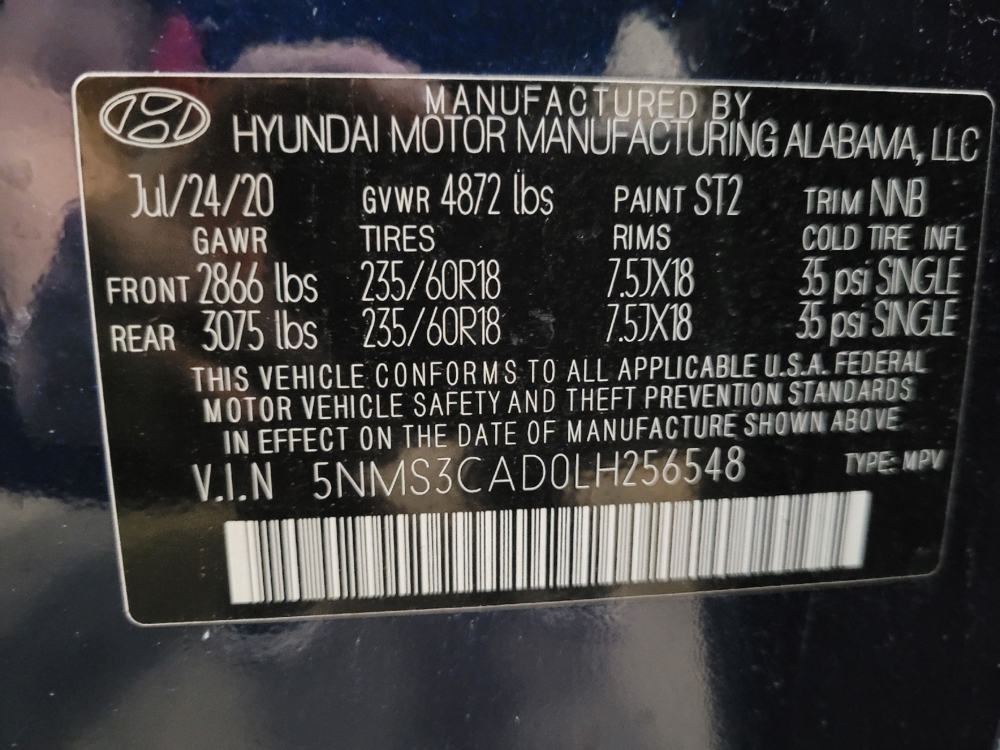 MANUFACTURED BY
HYUNDAI MOTOR MANUFACTURING ALABAMA, LLC
Jul/24/20 GVWR 4872 lbs PAINT ST2 TRIM NNB
GAWR TIRES RIMS COLD TIRE INFL
FRONT 2866 lbs 235/60R18 7.5JX18 35 psi SINGLE
REAR 3075 lbs 235/60R18 7.5JX18 35 psi SINGLE
THIS VEHICLE CONFORMS TO ALL APPLICABLE U.S.A. FEDERAL
MOTOR VEHICLE SAFETY AND THEFT PREVENTION STANDARDS
IN EFFECT ON THE DATE OF MANUFACTURE SHOWN ABOVE
V.I.N 5NMS3CAD0LH256548 TYPE: MPV